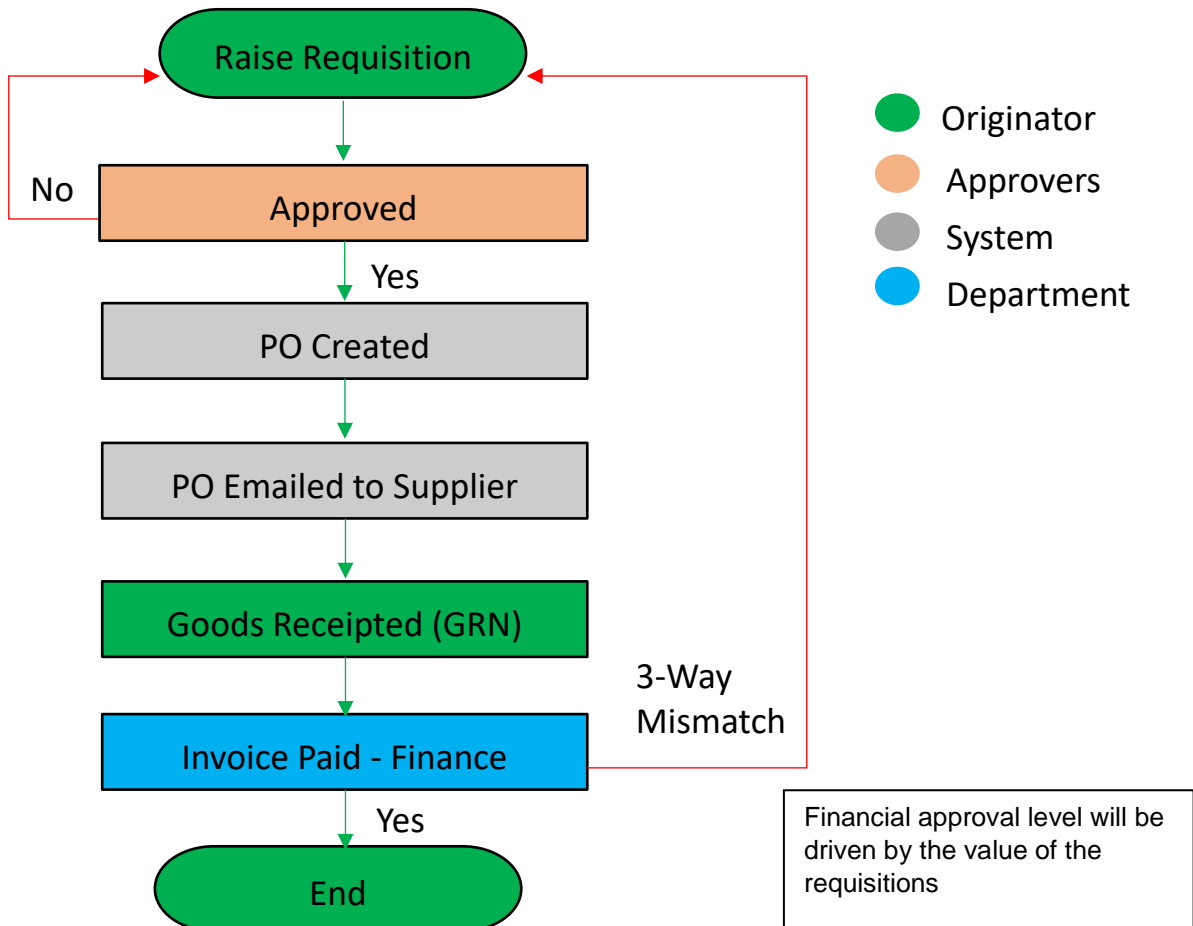 Raise Requisition
Originator
Approvers
No
Approved
System
Yes
Department
PO Created
PO Emailed to Supplier
Goods Receipted (GRN)
3-Way
Mismatch
Invoice Paid - Finance
Yes
Financial approval level will be
driven by the value of the
requisitions
End